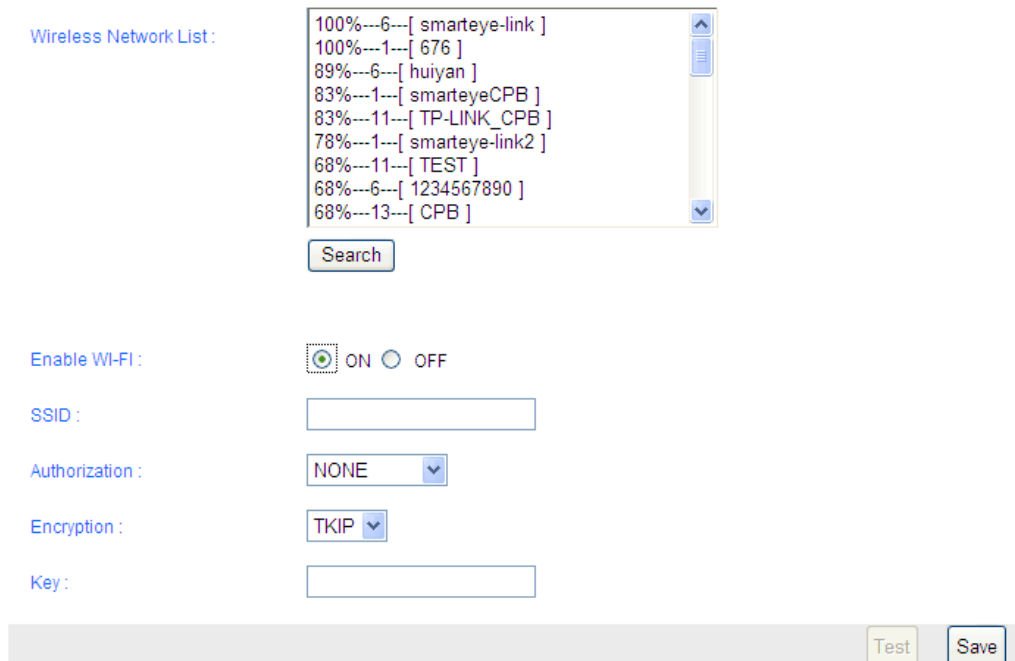 Wireless Network List :
100%---6---[ smarteye-link ]
100%---1---[ 676 ]
89%---6---[ huiyan ]
83%---1---[ smarteyeCPB ]
83%---11---[ TP-LINK_CPB ]
78%---1---[ smarteye-link2 ]
68%---11---[ TEST ]
68%---6---[ 1234567890 ]
68%---13---[ CPB ]
Search
Enable WI-FI : ON OFF
SSID :
Authorization : NONE
Encryption : TKIP
Key :
Test Save